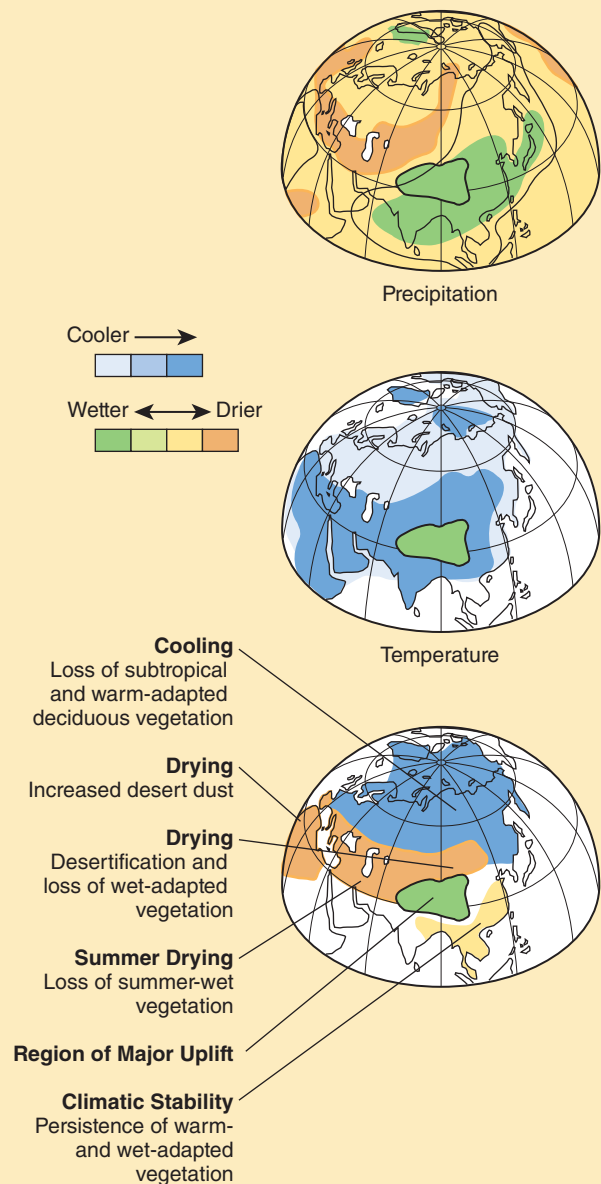 Precipitation
Cooler
Wetter Drier
Temperature
Cooling
Loss of subtropical
and warm-adapted
deciduous vegetation
Drying
Increased desert dust
Drying
Desertification and
loss of wet-adapted
vegetation
Summer Drying
Loss of summer-wet
vegetation
Region of Major Uplift
Climatic Stability
Persistence of warm-
and wet-adapted
vegetation